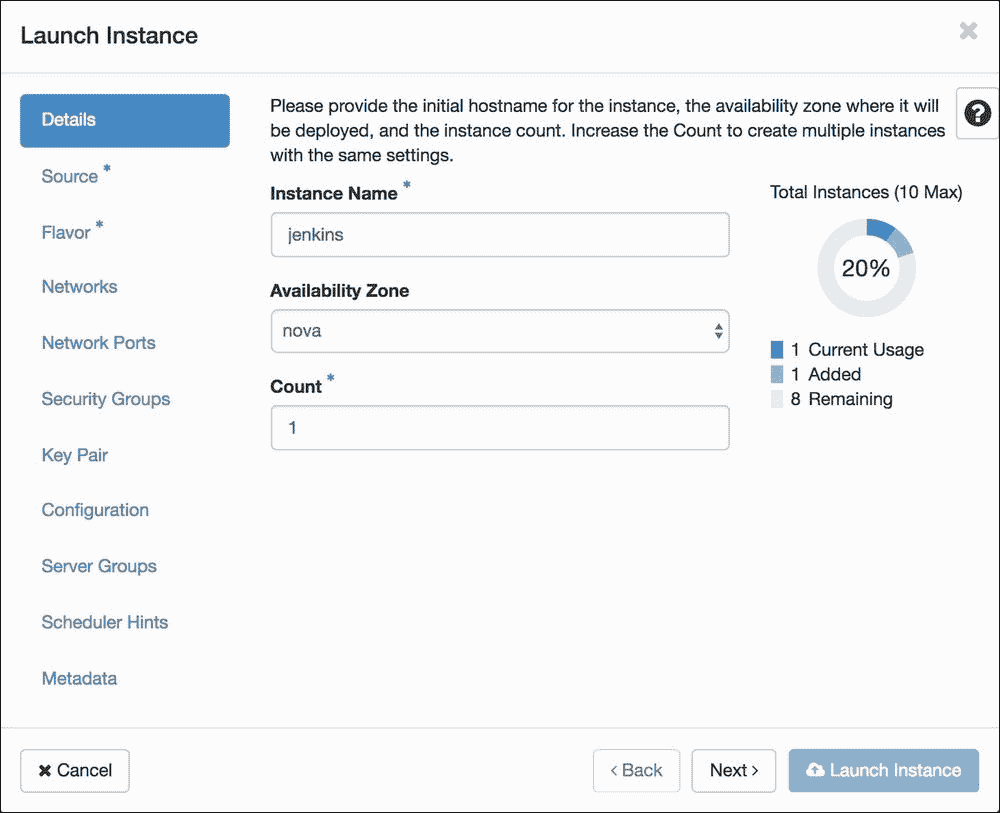 Launch Instance
Details
Source *
Flavor *
Networks
Network Ports
Security Groups
Key Pair
Configuration
Server Groups
Scheduler Hints
Metadata
Please provide the initial hostname for the instance, the availability zone where it will
be deployed, and the instance count. Increase the Count to create multiple instances
with the same settings.
Instance Name *
jenkins
Availability Zone
nova
Count *
1
Total Instances (10 Max)
20%
1 Current Usage
1 Added
8 Remaining
Cancel
‹ Back
Next ›
Launch Instance